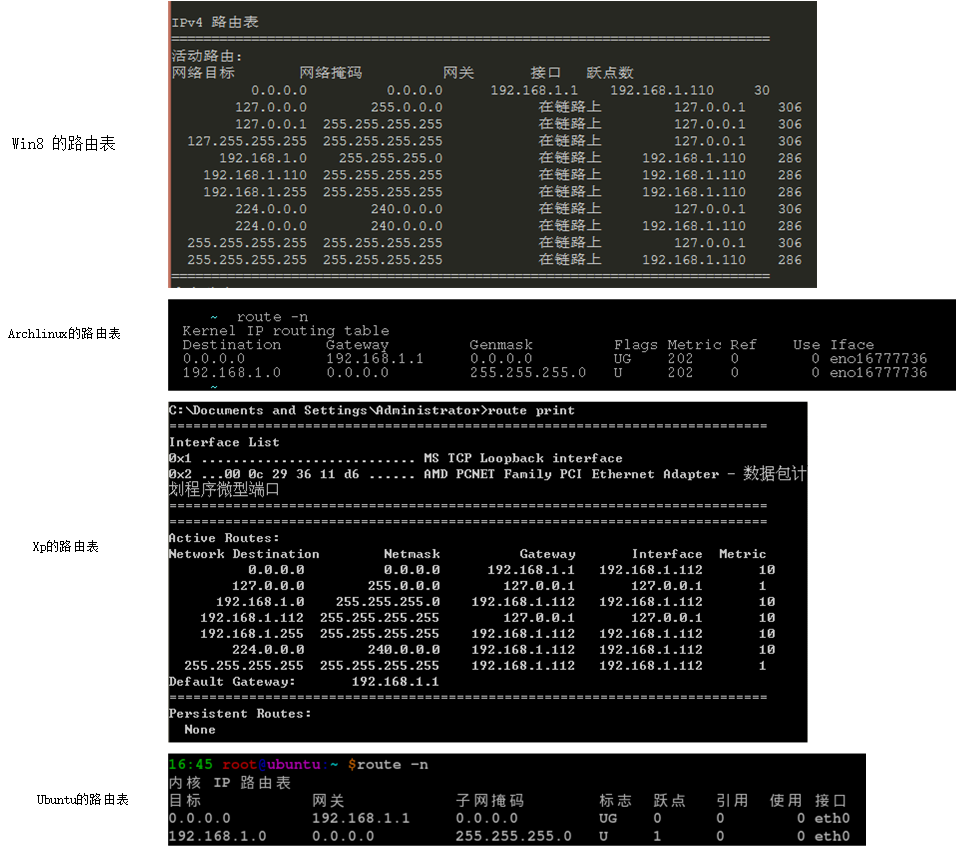 IPv4 路由表
===========================================================================
活动路由:
网络目标 网络掩码 网关 接口 跃点数
0.0.0.0 0.0.0.0 192.168.1.1 192.168.1.110 30
127.0.0.0 255.0.0.0 在链路上 127.0.0.1 306
127.0.0.1 255.255.255.255 在链路上 127.0.0.1 306
127.255.255.255 255.255.255.255 在链路上 127.0.0.1 306
Win8 的路由表
192.168.1.0 255.255.255.0 在链路上 192.168.1.110 286
192.168.1.110 255.255.255.255 在链路上 192.168.1.110 286
192.168.1.255 255.255.255.255 在链路上 192.168.1.110 286
224.0.0.0 240.0.0.0 在链路上 127.0.0.1 306
224.0.0.0 240.0.0.0 在链路上 192.168.1.110 286
255.255.255.255 255.255.255.255 在链路上 127.0.0.1 306
255.255.255.255 255.255.255.255 在链路上 192.168.1.110 286
===========================================================================
Archlinux的路由表
~ route -n
Kernel IP routing table
Destination Gateway Genmask Flags Metric Ref Use Iface
0.0.0.0 192.168.1.1 0.0.0.0 UG 202 0 0 eno16777736
192.168.1.0 0.0.0.0 255.255.255.0 U 202 0 0 eno16777736
~
C:\Documents and Settings\Administrator>route print
===========================================================================
Interface List
0x1 ........................... MS TCP Loopback interface
0x2 ...00 0c 29 36 11 d6 ...... AMD PCNET Family PCI Ethernet Adapter - 数据包计
划程序微型端口
===========================================================================
===========================================================================
Xp的路由表
Active Routes:
Network Destination Netmask Gateway Interface Metric
0.0.0.0 0.0.0.0 192.168.1.1 192.168.1.112 10
127.0.0.0 255.0.0.0 127.0.0.1 127.0.0.1 1
192.168.1.0 255.255.255.0 192.168.1.112 192.168.1.112 10
192.168.1.112 255.255.255.255 127.0.0.1 127.0.0.1 10
192.168.1.255 255.255.255.255 192.168.1.112 192.168.1.112 10
224.0.0.0 240.0.0.0 192.168.1.112 192.168.1.112 10
255.255.255.255 255.255.255.255 192.168.1.112 192.168.1.112 1
Default Gateway: 192.168.1.1
===========================================================================
Persistent Routes:
None
Ubuntu的路由表
16:45 root@ubuntu:~ $route -n
内核 IP 路由表
目标 网关 子网掩码 标志 跃点 引用 使用 接口
0.0.0.0 192.168.1.1 0.0.0.0 UG 0 0 0 eth0
192.168.1.0 0.0.0.0 255.255.255.0 U 1 0 0 eth0